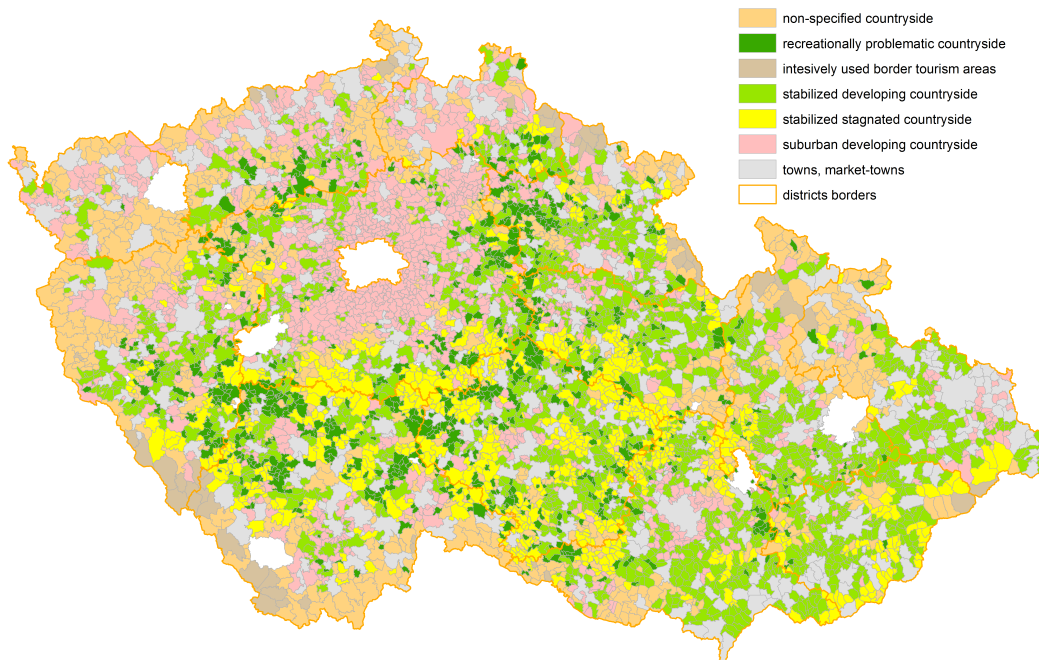 non-specified countryside
recreationally problematic countryside
intesively used border tourism areas
stabilized developing countryside
stabilized stagnated countryside
suburban developing countryside
towns, market-towns
districts borders